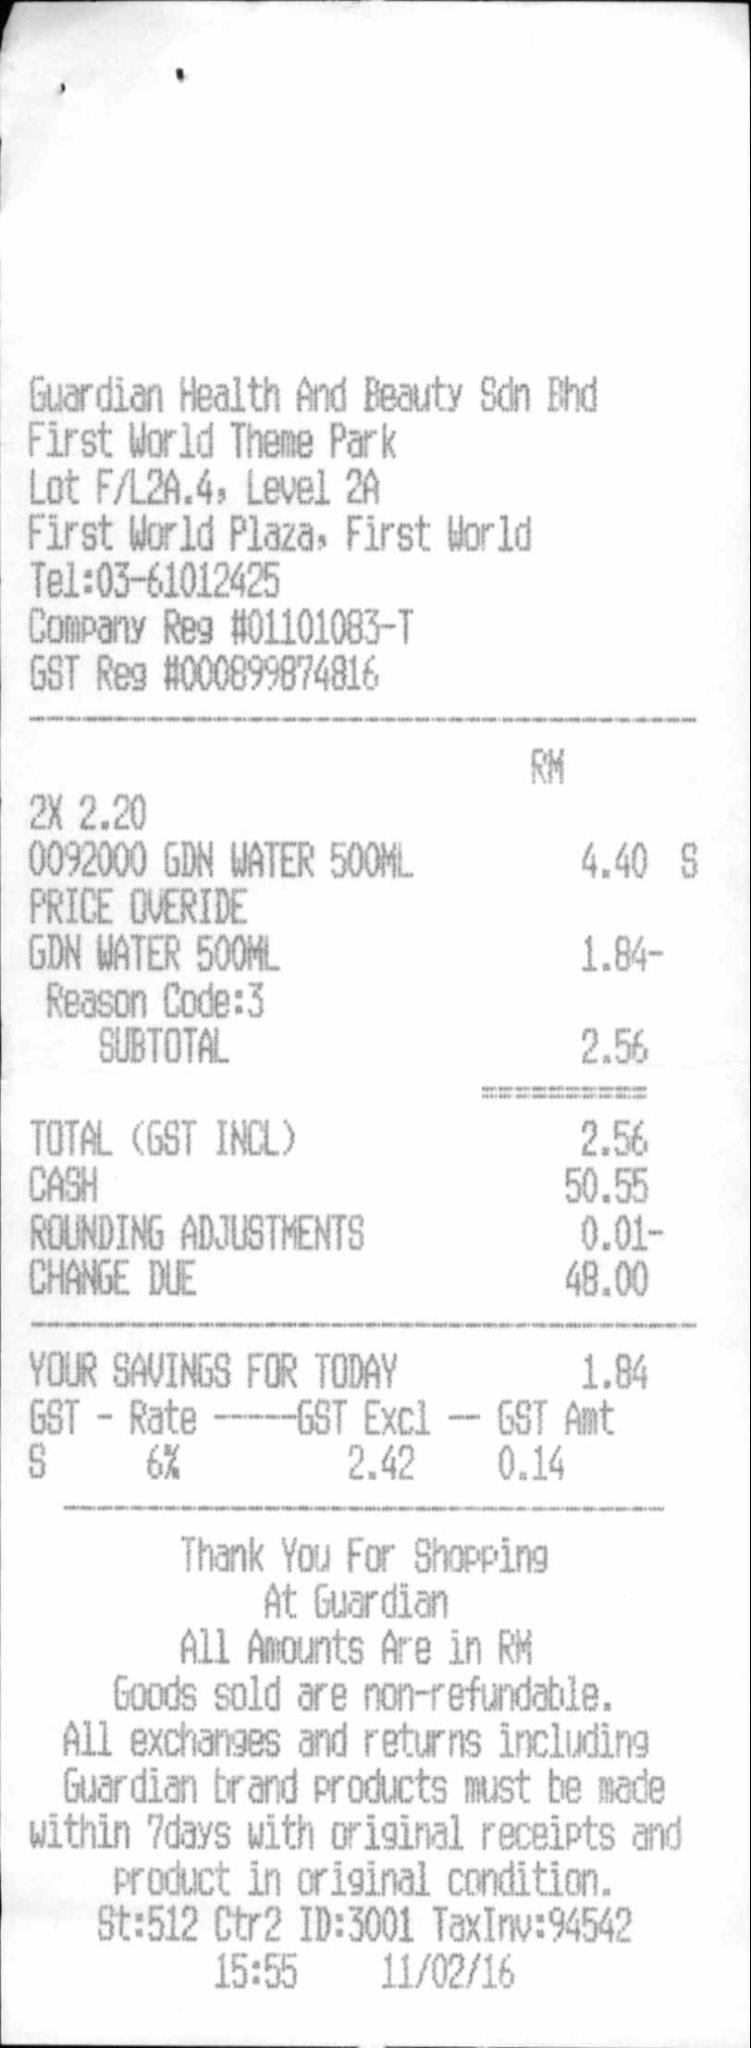 Guardian Health And Beauty Sdn Bhd
First World Theme Park
Lot F/L2A.4, Level 2A
First World Plaza, First World
Tel:03-61012425
Company Reg #01101083-T
GST Reg #000899874816
RM
2X 2.20
0092000 GDN WATER 500ML 4.40 S
PRICE OVERIDE
GDN WATER 500ML 1.84-
Reason Code:3
SUBTOTAL 2.56
TOTAL (GST INCL) 2.56
CASH 50.55
ROUNDING ADJUSTMENTS 0.01-
CHANGE DUE 48.00
YOUR SAVINGS FOR TODAY 1.84
GST - Rate -----GST Excl -- GST Amt
S 6% 2.42 0.14
Thank You For Shopping
At Guardian
All Amounts Are in RM
Goods sold are non-refundable.
All exchanges and returns including
Guardian brand products must be made
within 7days with original receipts and
product in original condition.
St:512 Ctr2 ID:3001 TaxInv:94542
15:55 11/02/16